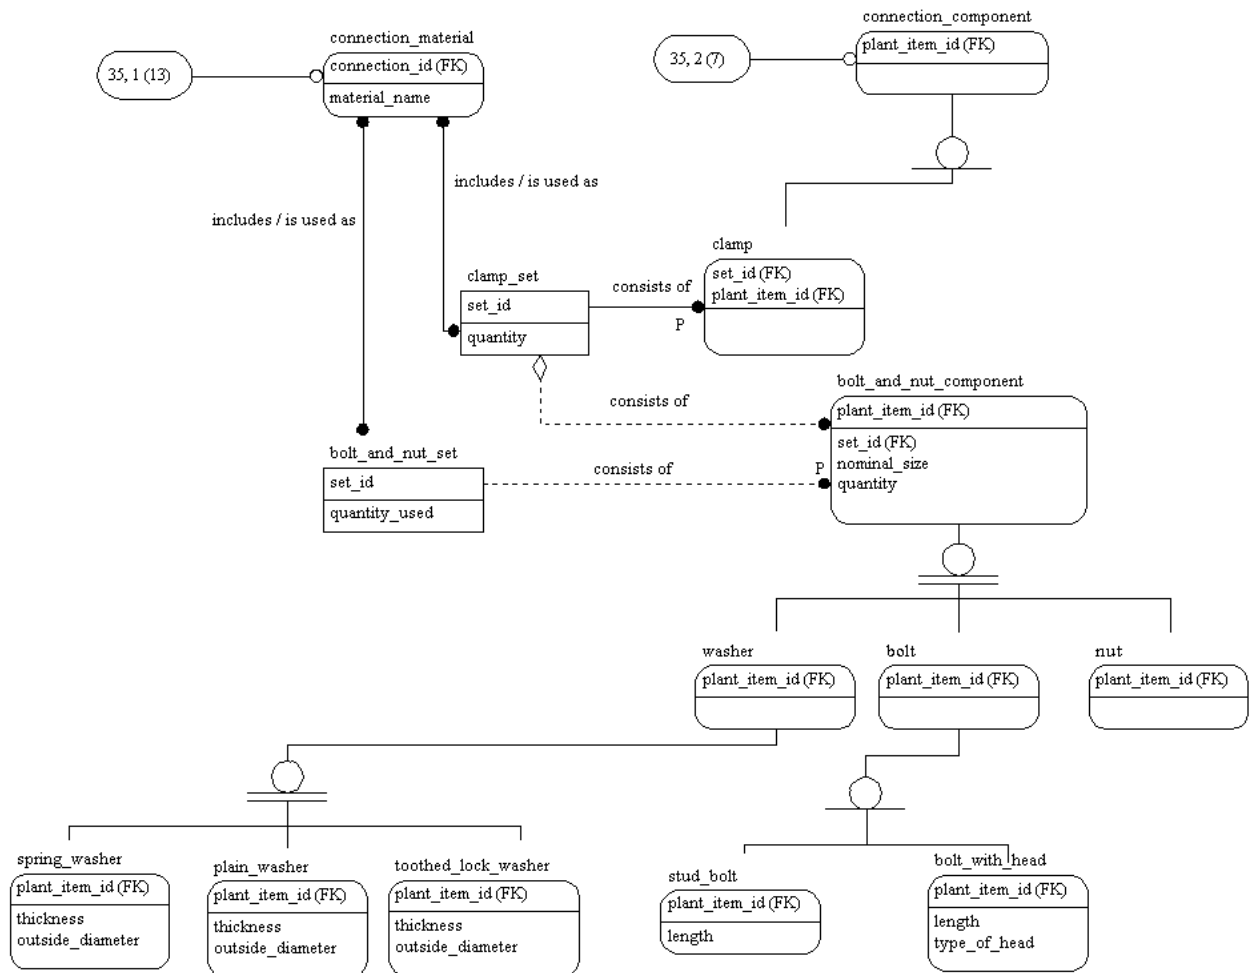 connection_component
connection_material
35, 1 (13)
connection_id (FK)
material_name
35, 2 (7)
plant_item_id (FK)
includes / is used as
includes / is used as
clamp
set_id (FK)
plant_item_id (FK)
clamp_set
set_id
quantity
consists of
P
bolt_and_nut_component
plant_item_id (FK)
set_id (FK)
nominal_size
quantity
consists of
bolt_and_nut_set
set_id
quantity_used
consists of
P
washer
plant_item_id (FK)
bolt
plant_item_id (FK)
nut
plant_item_id (FK)
spring_washer
plant_item_id (FK)
thickness
outside_diameter
plain_washer
plant_item_id (FK)
thickness
outside_diameter
toothed_lock_washer
plant_item_id (FK)
thickness
outside_diameter
stud_bolt
plant_item_id (FK)
length
bolt_with_head
plant_item_id (FK)
length
type_of_head